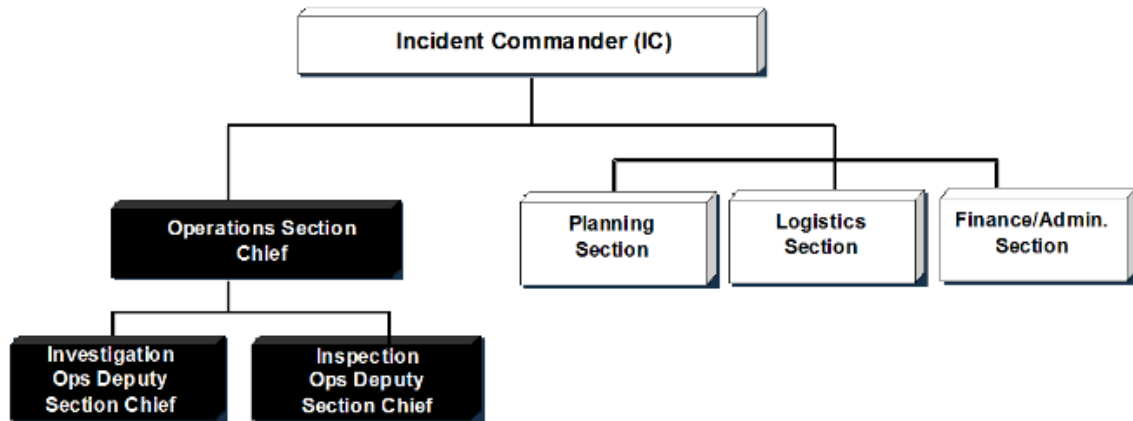 Incident Commander (IC)
Operations Section
Chief
Planning
Section
Logistics
Section
Finance/Admin.
Section
Investigation
Ops Deputy
Section Chief
Inspection
Ops Deputy
Section Chief